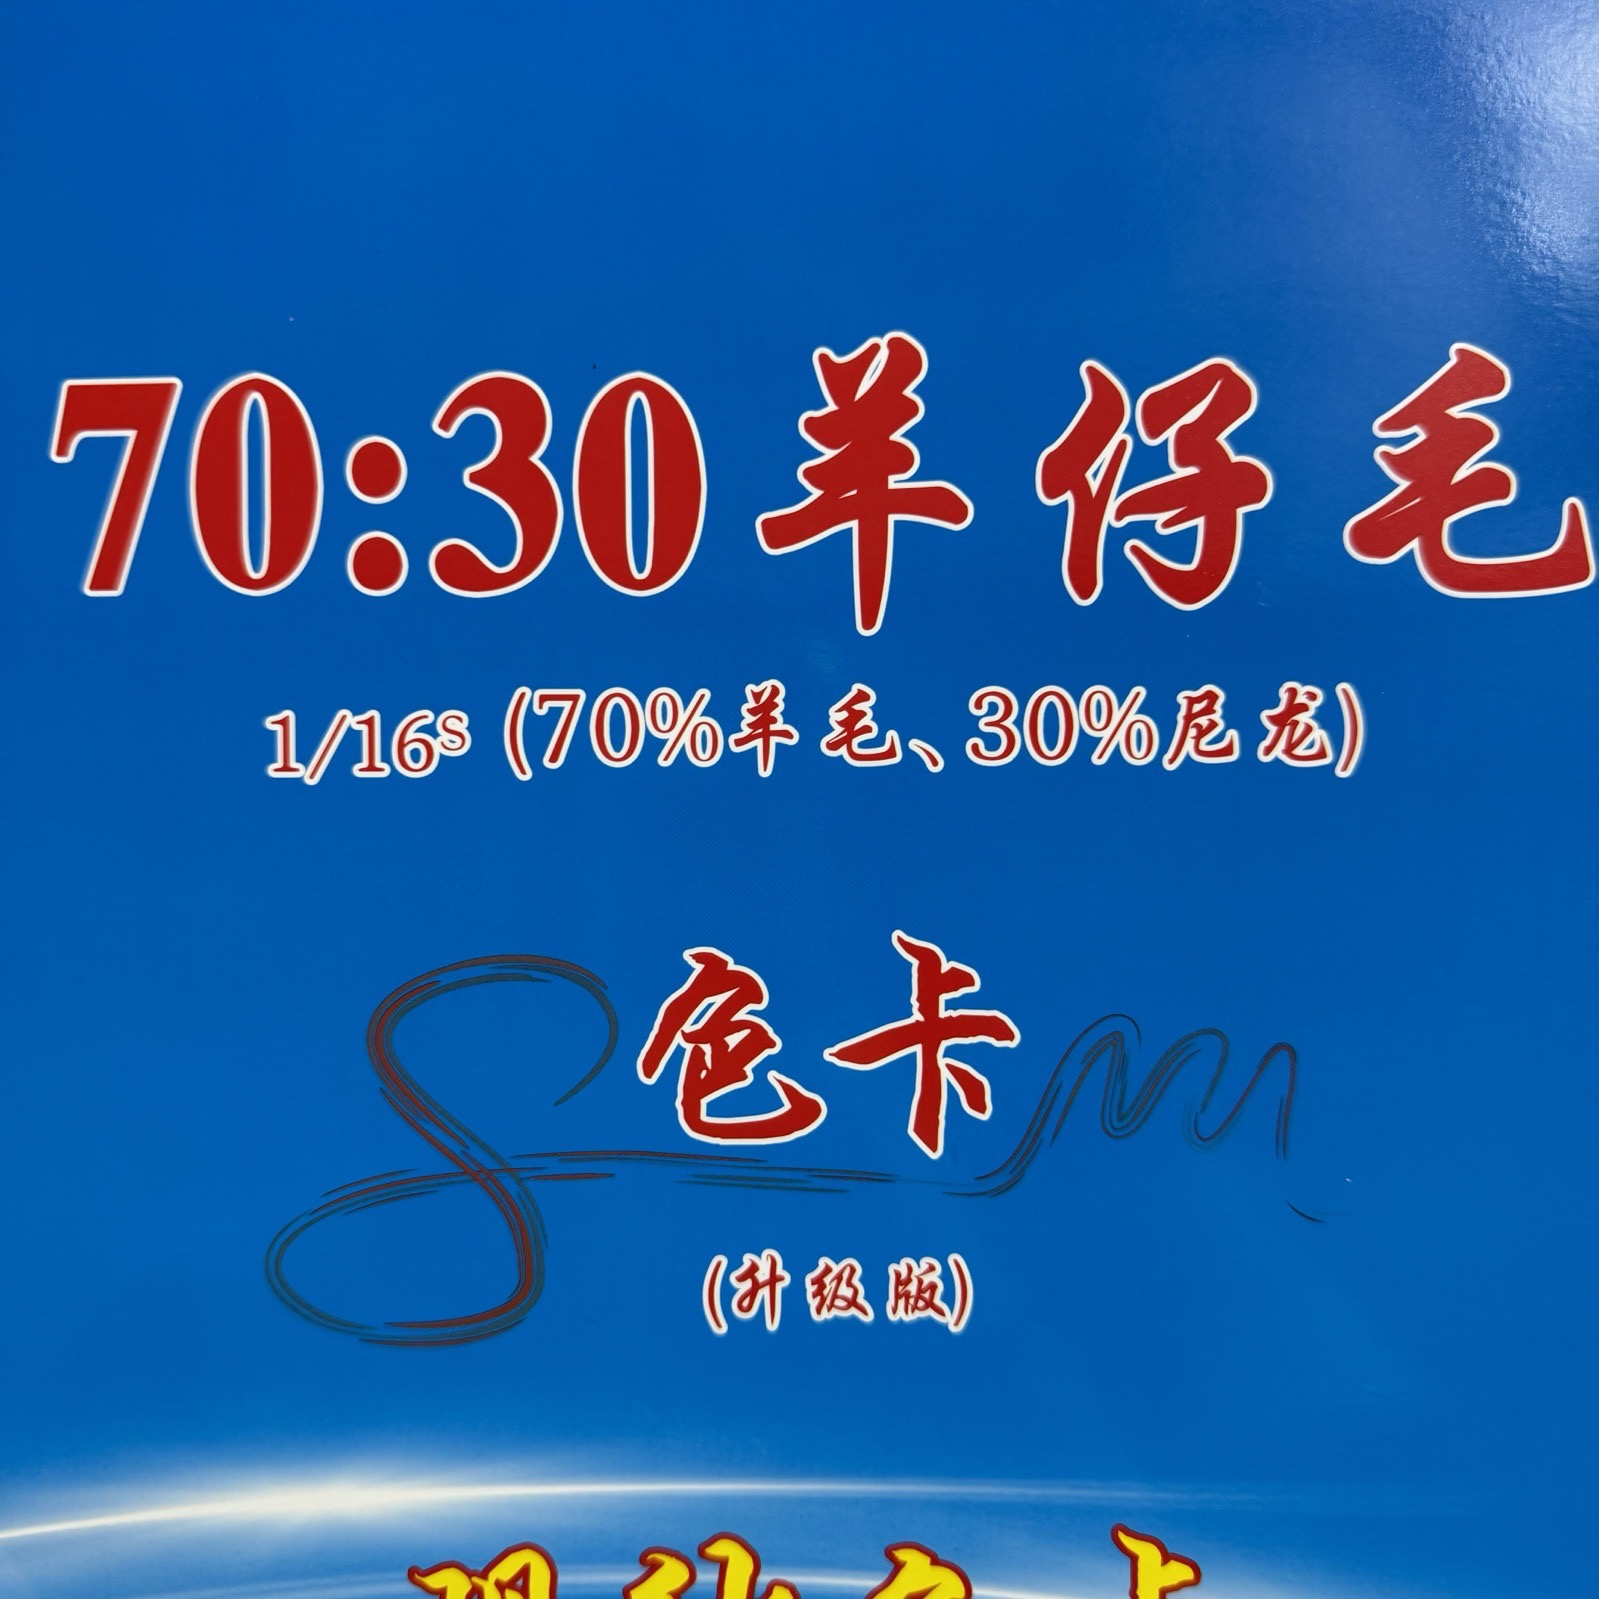 70:30羊仔毛
1/16s (70%羊毛、30%尼龙)
色卡
(升级版)